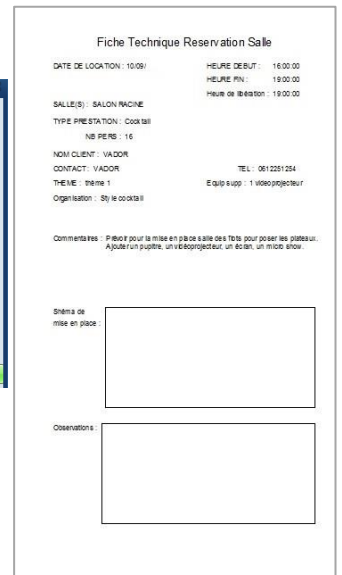 Fiche Technique Reservation Salle
DATE DE LOCATION : 10/09/ HEURE DEBUT : 16:00:00
HEURE FIN : 19:00:00
Heure de libération : 19:00:00
SALLE(S) : SALON RACINE
TYPE PRESTATION : Cocktail
NB PERS : 16
NOM CLIENT : VADOR
CONTACT : VADOR TEL : 0612251254
THEME : thème 1 Equip supp : 1 videoprojecteur
Organisation : Style cocktail
Commentaires : Prévoir pour la mise en place salle des flots pour poser les plateaux.
Ajouter un pupitre, un vidéoprojecteur, un écran, un micro show.
Shéma de
mise en place :
Observations :